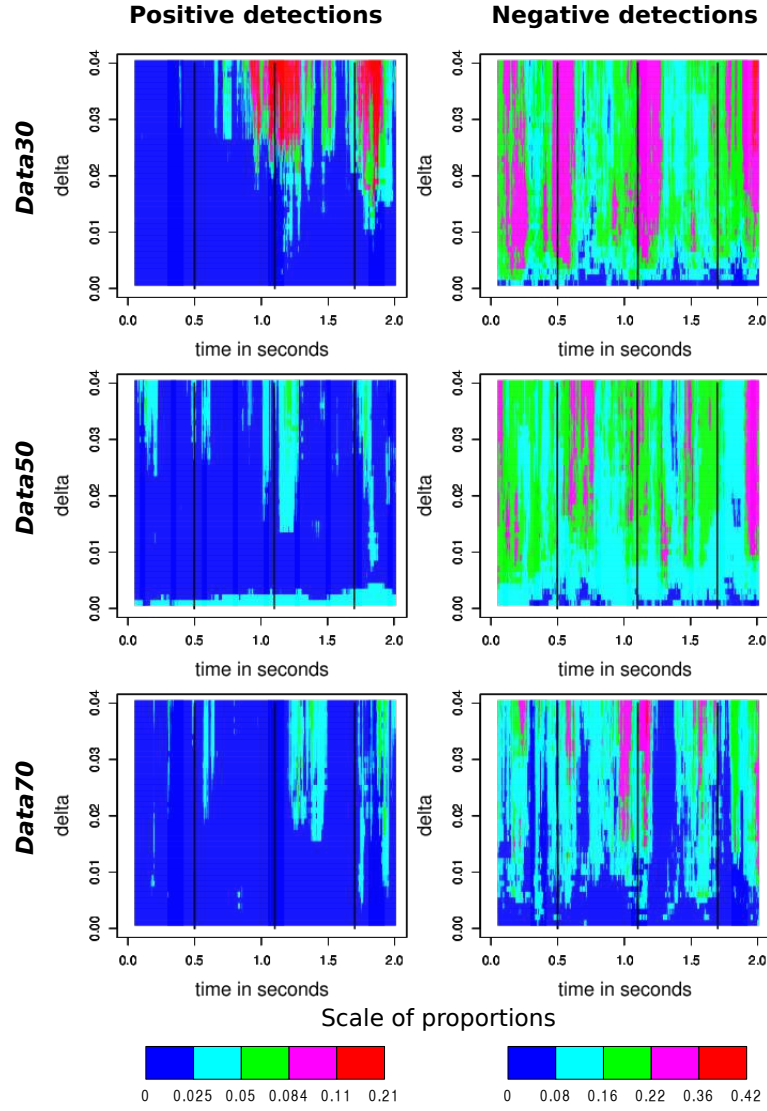 Positive detections
Negative detections
Data30
delta
0.00 0.01 0.02 0.03 0.04
0.0 0.5 1.0 1.5 2.0
time in seconds
delta
0.00 0.01 0.02 0.03 0.04
0.0 0.5 1.0 1.5 2.0
time in seconds
Data50
delta
0.00 0.01 0.02 0.03 0.04
0.0 0.5 1.0 1.5 2.0
time in seconds
delta
0.00 0.01 0.02 0.03 0.04
0.0 0.5 1.0 1.5 2.0
time in seconds
Data70
delta
0.00 0.01 0.02 0.03 0.04
0.0 0.5 1.0 1.5 2.0
time in seconds
delta
0.00 0.01 0.02 0.03 0.04
0.0 0.5 1.0 1.5 2.0
time in seconds
Scale of proportions
0 0.025 0.05 0.084 0.11 0.21
0 0.08 0.16 0.22 0.36 0.42